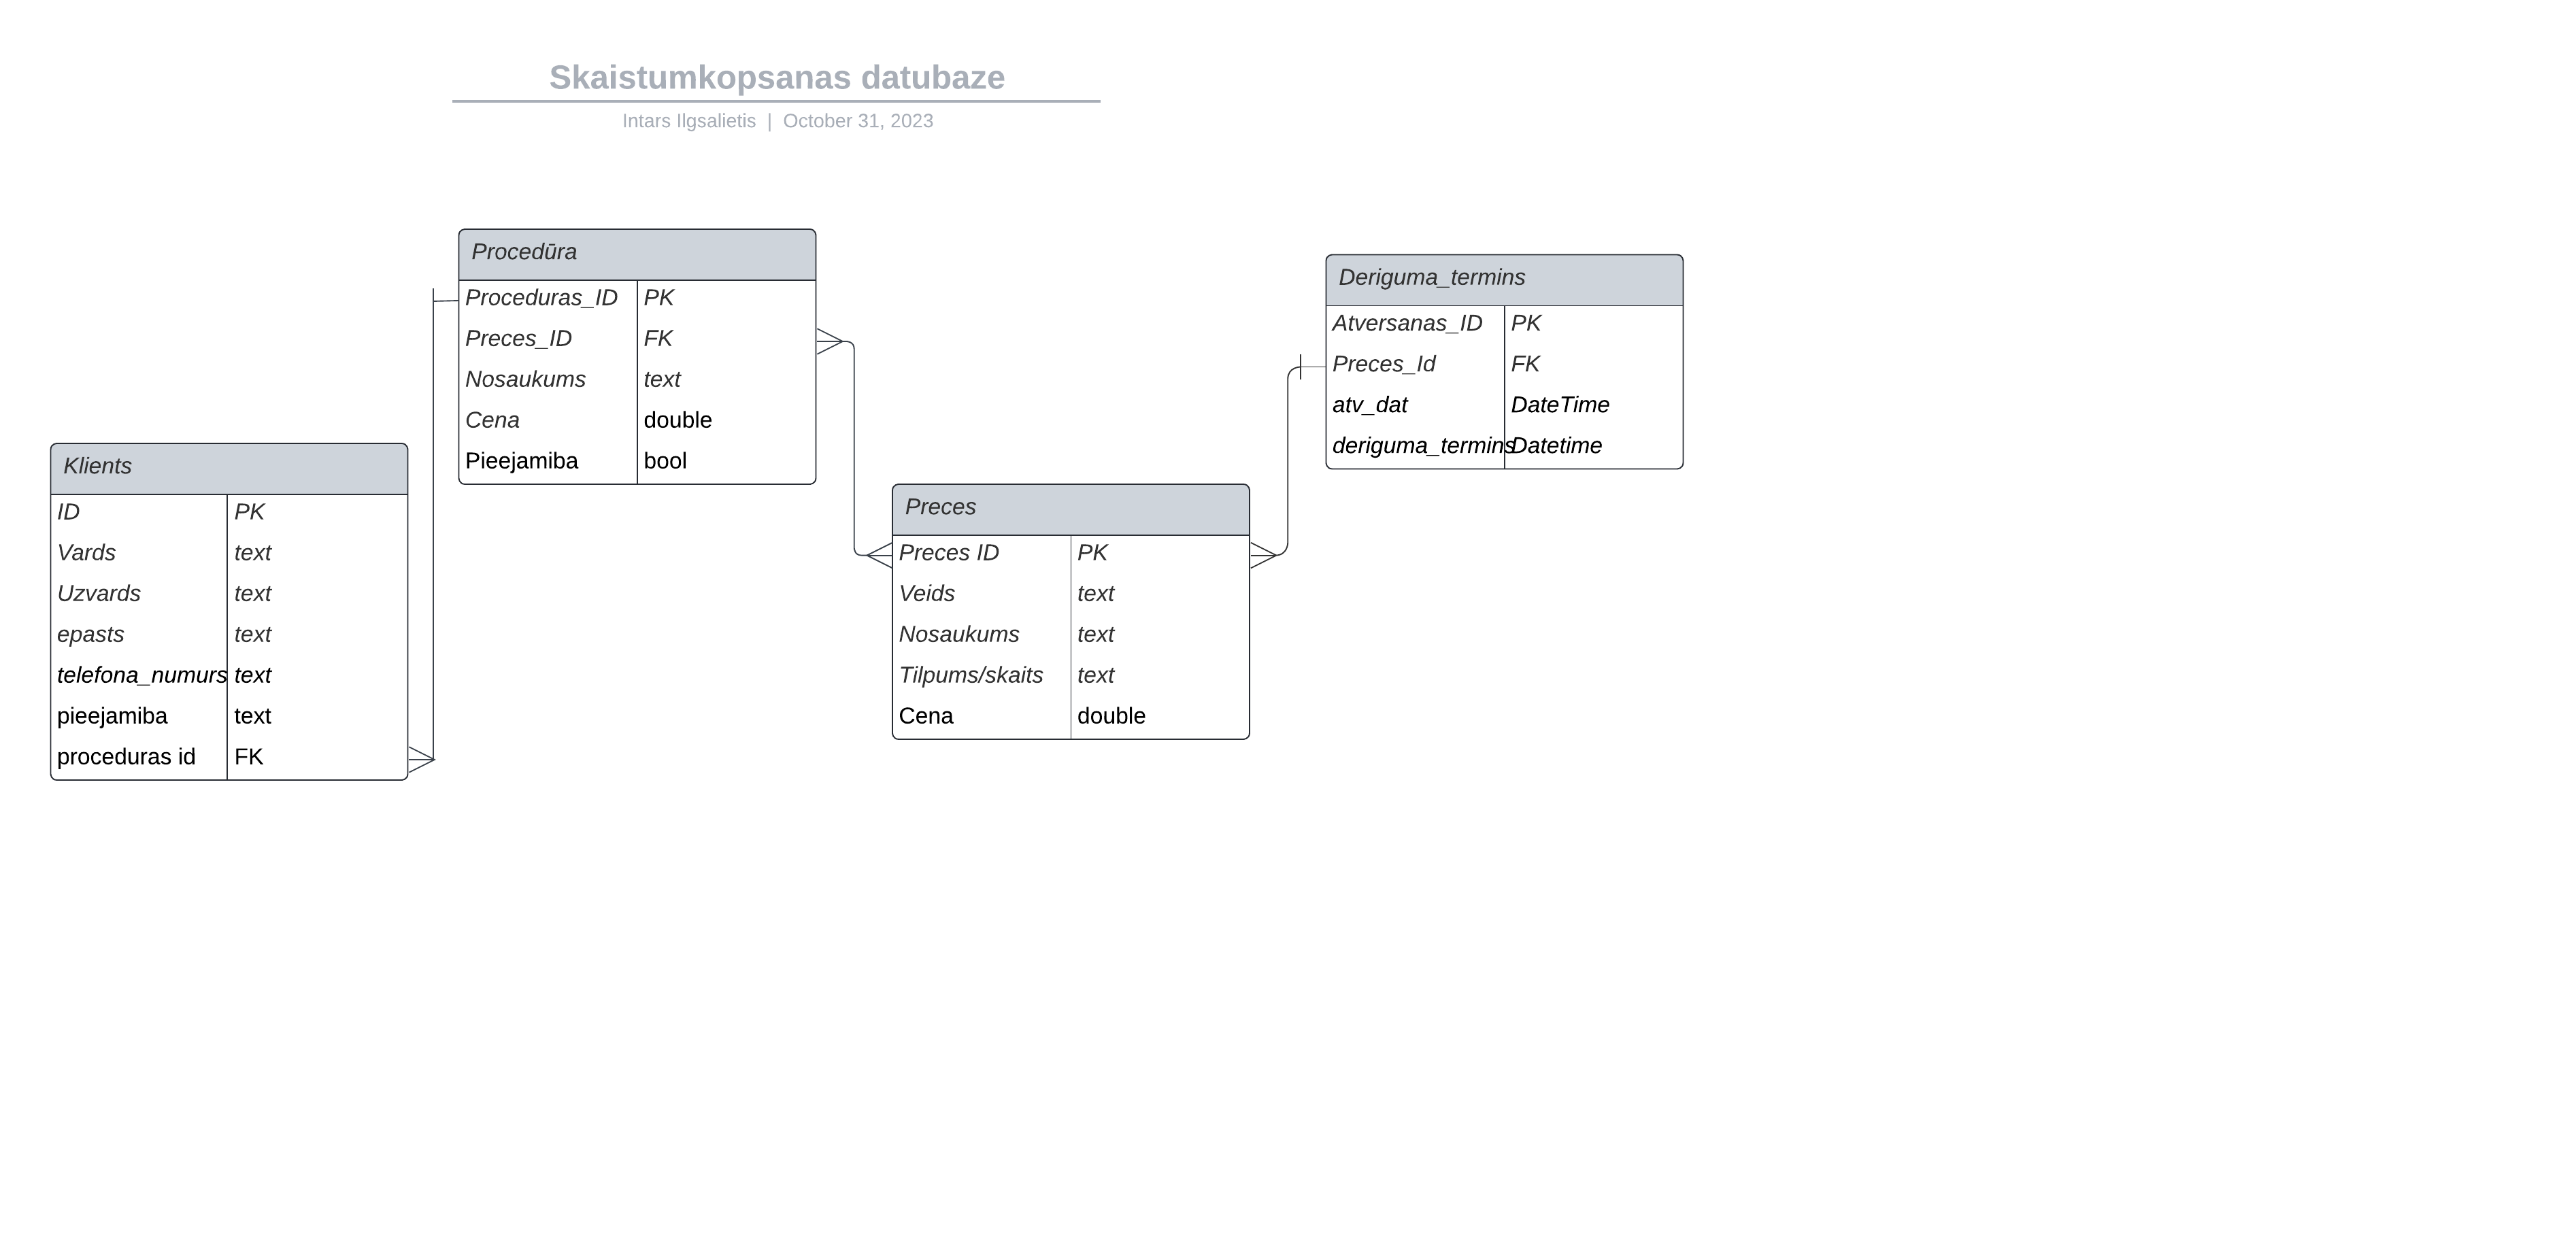 Skaistumkopsanas datubaze
Intars Ilgsalietis | October 31, 2023
Procedūra
Proceduras_ID PK
Preces_ID FK
Nosaukums text
Cena double
Pieejamiba bool
Deriguma_termins
Atversanas_ID PK
Preces_Id FK
atv_dat DateTime
deriguma_termins Datetime
Klients
ID PK
Vards text
Uzvards text
epasts text
telefona_numurs text
pieejamiba text
proceduras id FK
Preces
Preces ID PK
Veids text
Nosaukums text
Tilpums/skaits text
Cena double